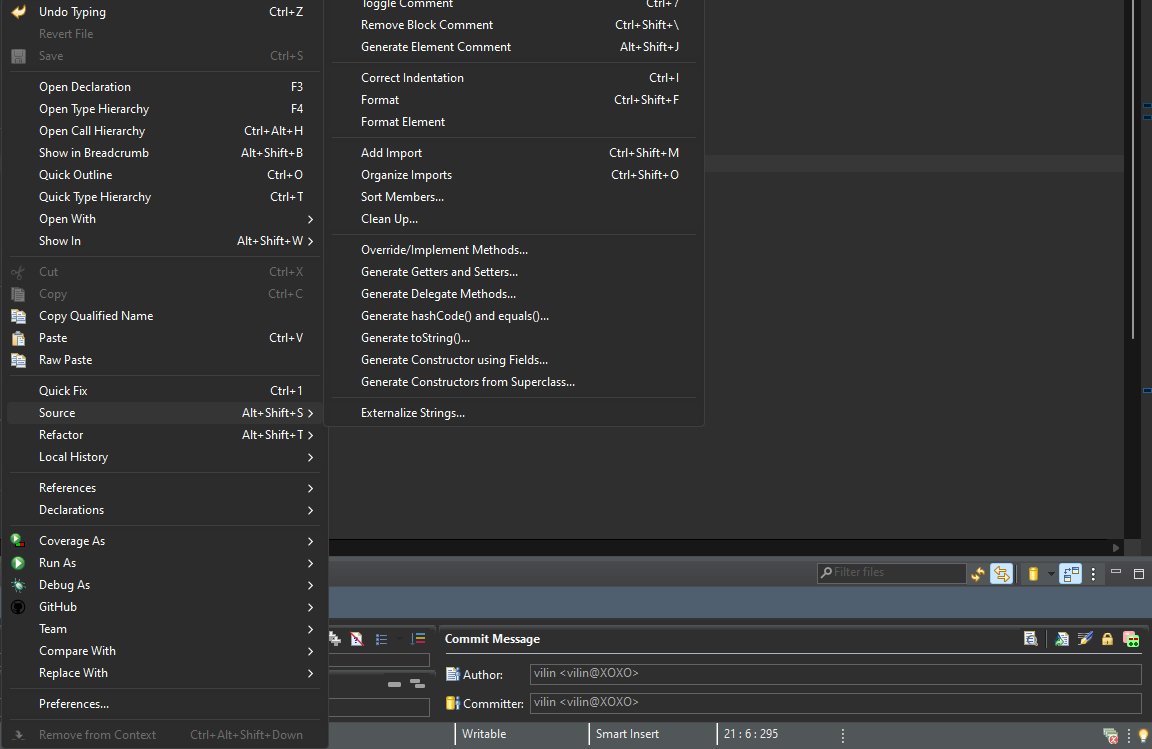 Undo Typing Ctrl+Z
Revert File
Save Ctrl+S
Open Declaration F3
Open Type Hierarchy F4
Open Call Hierarchy Ctrl+Alt+H
Show in Breadcrumb Alt+Shift+B
Quick Outline Ctrl+O
Quick Type Hierarchy Ctrl+T
Open With
Show In Alt+Shift+W
Cut Ctrl+X
Copy Ctrl+C
Copy Qualified Name
Paste Ctrl+V
Raw Paste
Quick Fix Ctrl+1
Source Alt+Shift+S
Refactor Alt+Shift+T
Local History
References
Declarations
Coverage As
Run As
Debug As
GitHub
Team
Compare With
Replace With
Preferences...
Remove from Context Ctrl+Alt+Shift+Down
Toggle Comment Ctrl+/
Remove Block Comment Ctrl+Shift+\
Generate Element Comment Alt+Shift+J
Correct Indentation Ctrl+I
Format Ctrl+Shift+F
Format Element
Add Import Ctrl+Shift+M
Organize Imports Ctrl+Shift+O
Sort Members...
Clean Up...
Override/Implement Methods...
Generate Getters and Setters...
Generate Delegate Methods...
Generate hashCode() and equals()...
Generate toString()...
Generate Constructor using Fields...
Generate Constructors from Superclass...
Externalize Strings...
Filter files
Commit Message
Author: vilin <vilin@XOXO>
Committer: vilin <vilin@XOXO>
Writable Smart Insert 21 : 6 : 295